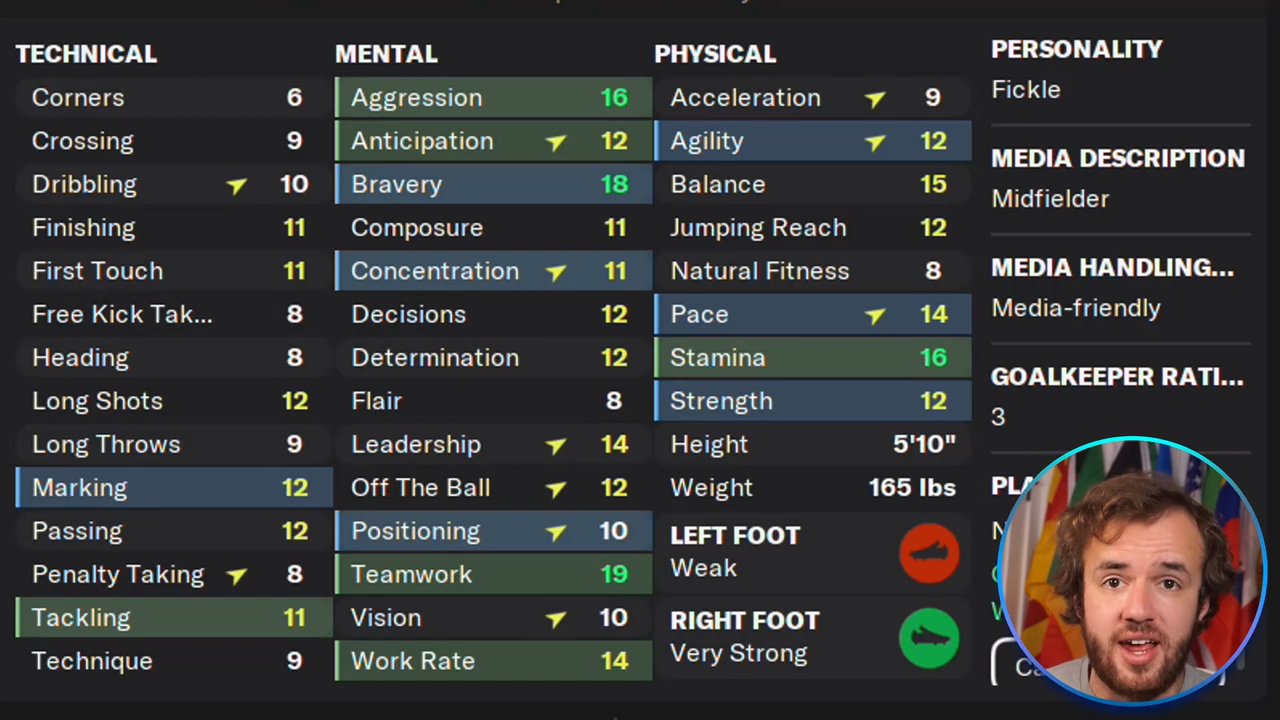 TECHNICAL
Corners 6
Crossing 9
Dribbling 10
Finishing 11
First Touch 11
Free Kick Tak... 8
Heading 8
Long Shots 12
Long Throws 9
Marking 12
Passing 12
Penalty Taking 8
Tackling 11
Technique 9
MENTAL
Aggression 16
Anticipation 12
Bravery 18
Composure 11
Concentration 11
Decisions 12
Determination 12
Flair 8
Leadership 14
Off The Ball 12
Positioning 10
Teamwork 19
Vision 10
Work Rate 14
PHYSICAL
Acceleration 9
Agility 12
Balance 15
Jumping Reach 12
Natural Fitness 8
Pace 14
Stamina 16
Strength 12
Height 5'10"
Weight 165 lbs
LEFT FOOT
Weak
RIGHT FOOT
Very Strong
PERSONALITY
Fickle
MEDIA DESCRIPTION
Midfielder
MEDIA HANDLING...
Media-friendly
GOALKEEPER RATI...
3